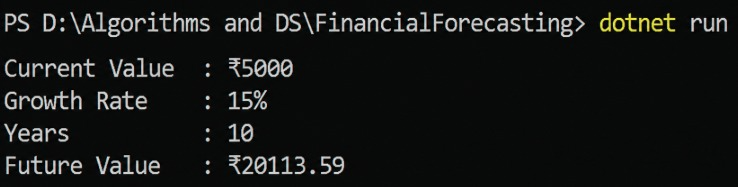 PS D:\Algorithms and DS\FinancialForecasting> dotnet run
Current Value : ₹5000
Growth Rate : 15%
Years : 10
Future Value : ₹20113.59